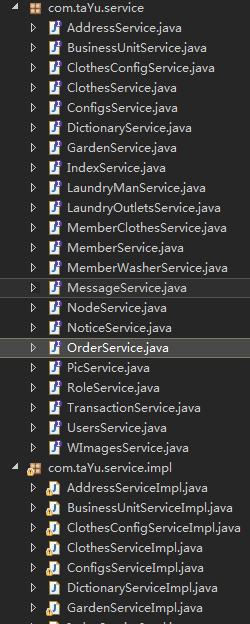 com.taYu.service
AddressService.java
BusinessUnitService.java
ClothesConfigService.java
ClothesService.java
ConfigsService.java
DictionaryService.java
GardenService.java
IndexService.java
LaundryManService.java
LaundryOutletsService.java
MemberClothesService.java
MemberService.java
MemberWasherService.java
MessageService.java
NodeService.java
NoticeService.java
OrderService.java
PicService.java
RoleService.java
TransactionService.java
UsersService.java
WImagesService.java
com.taYu.service.impl
AddressServiceImpl.java
BusinessUnitServiceImpl.java
ClothesConfigServiceImpl.java
ClothesServiceImpl.java
ConfigsServiceImpl.java
DictionaryServiceImpl.java
GardenServiceImpl.java